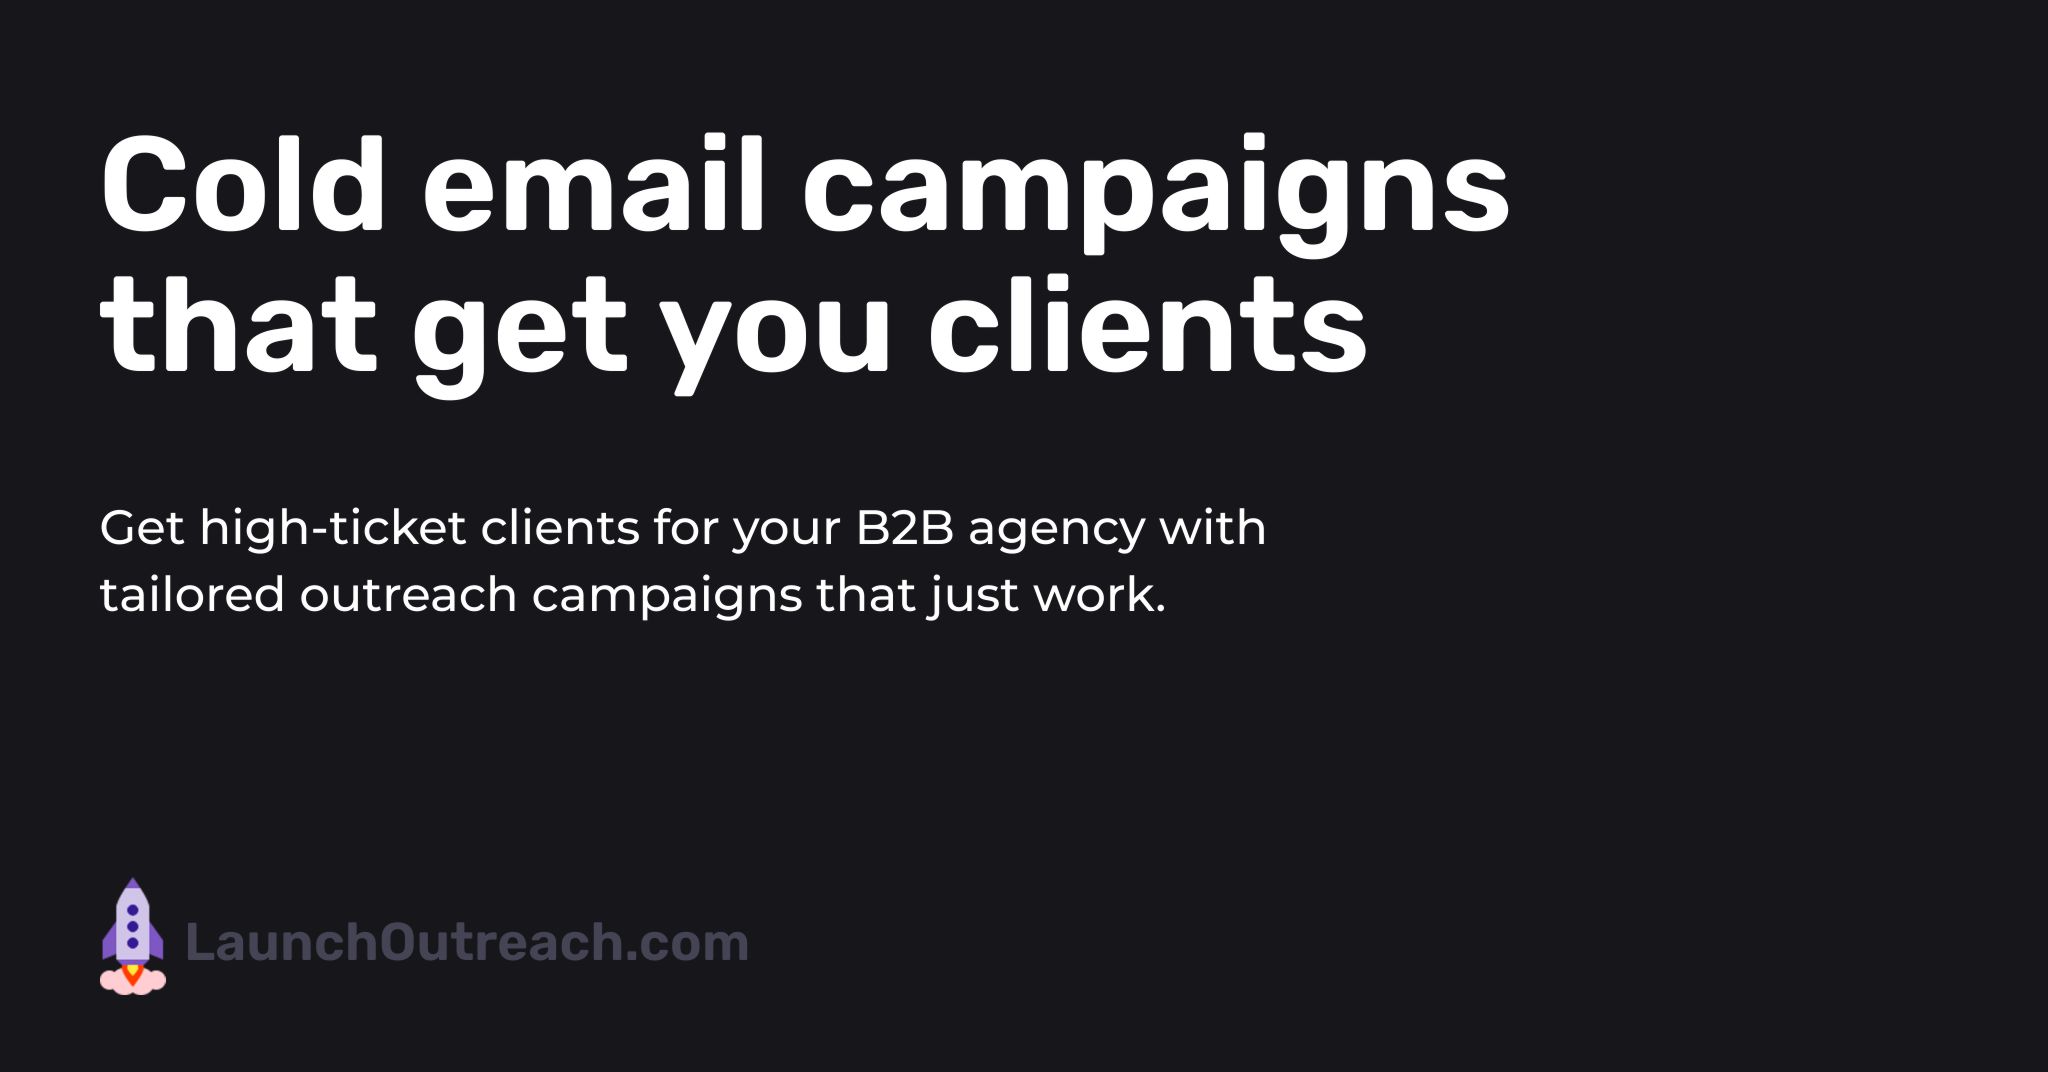 Cold email campaigns
that get you clients
Get high-ticket clients for your B2B agency with
tailored outreach campaigns that just work.
LaunchOutreach.com